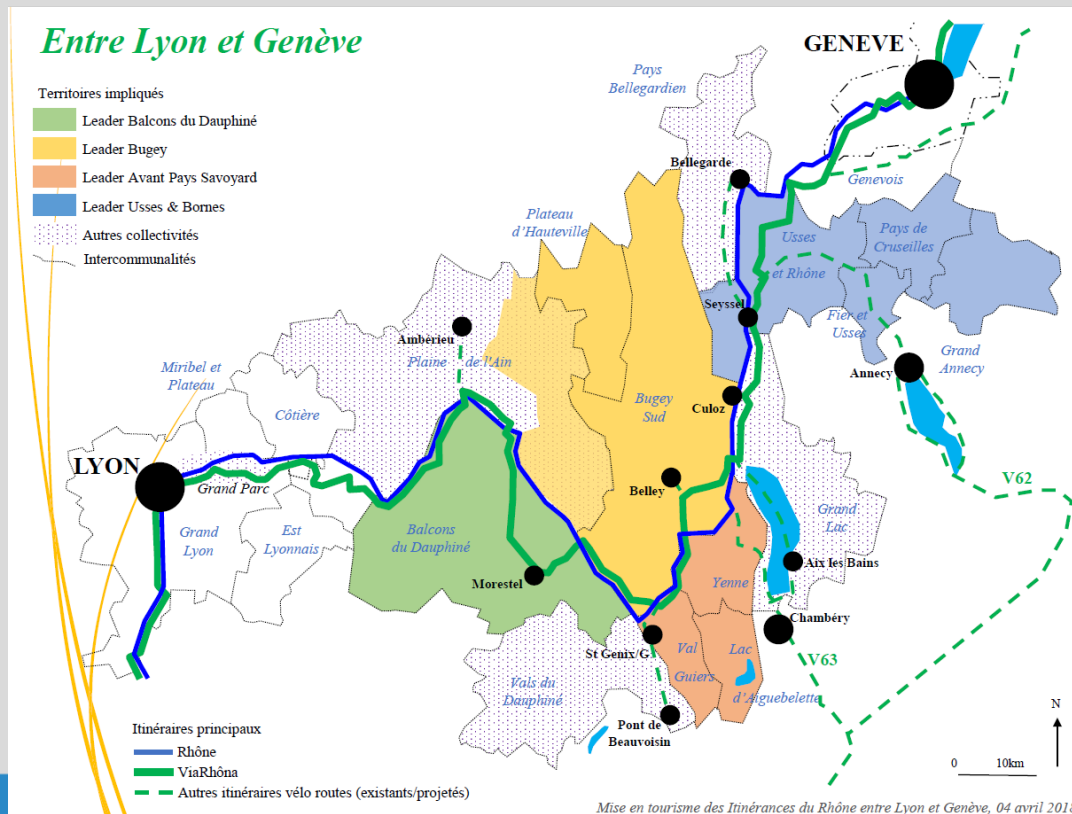 Entre Lyon et Genève
Territoires impliqués
Leader Balcons du Dauphiné
Leader Bugey
Leader Avant Pays Savoyard
Leader Usses & Bornes
Autres collectivités
Intercommunalités
GENEVE
Pays
Bellegardien
Bellegarde
Genevois
Plateau
d'Hauteville
Usses
et Rhône
Pays de
Cruseilles
Seyssel
Fier et
Usses
Ambérieu
Plaine de l'Ain
Grand
Annecy
Annecy
Miribel et
Plateau
Côtière
Bugey
Sud
Culoz
LYON
Grand Parc
Belley
V62
Grand
Lac
Grand
Lyon
Est
Lyonnais
Balcons
du Dauphiné
Aix les Bains
Morestel
Yenne
Chambéry
St Genix/G
Val
Guiers
Lac
d'Aiguebelette
V63
Vals du
Dauphiné
Pont de
Beauvoisin
N
0 10km
Itinéraires principaux
Rhône
ViaRhôna
Autres itinéraires vélo routes (existants/projetés)
Mise en tourisme des Itinérances du Rhône entre Lyon et Genève, 04 avril 2018